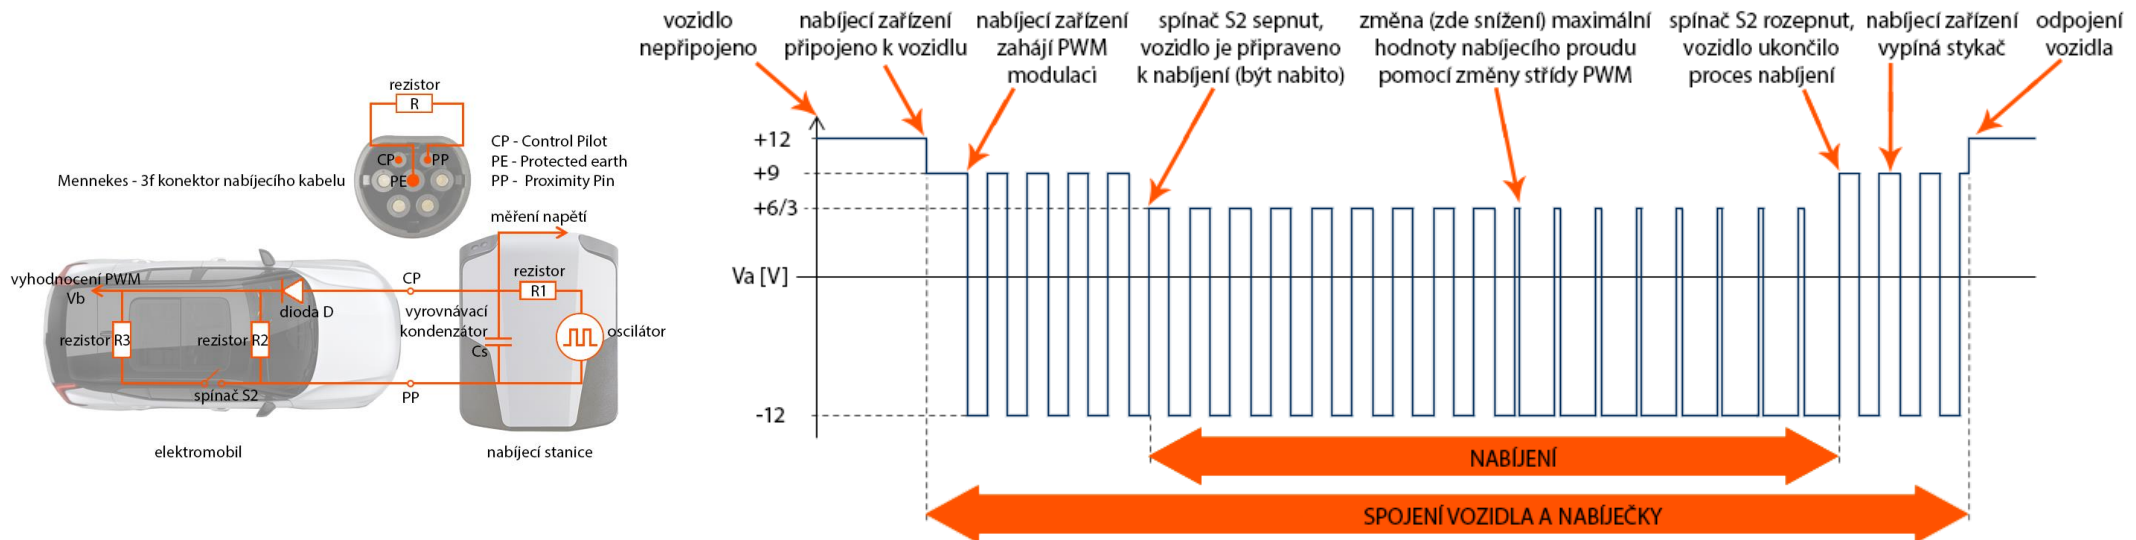 rezistor
R
CP
PP
PE
CP - Control Pilot
PE - Protected earth
PP - Proximity Pin
Mennekes - 3f konektor nabíjecího kabelu
měření napětí
vyhodnocení PWM
Vb
dioda D
rezistor R3
rezistor R2
spínač S2
CP
PP
rezistor
R1
vyrovnávací
kondenzátor
Cs
oscilátor
elektromobil
nabíjecí stanice
vozidlo
nepřipojeno
nabíjecí zařízení
připojeno k vozidlu
nabíjecí zařízení
zahájí PWM
modulaci
spínač S2 sepnut,
vozidlo je připraveno
k nabíjení (být nabito)
změna (zde snížení) maximální
hodnoty nabíjecího proudu
pomocí změny střídy PWM
spínač S2 rozepnut,
vozidlo ukončilo
proces nabíjení
nabíjecí zařízení
vypíná stykač
odpojení
vozidla
+12
+9
+6/3
Va [V]
-12
NABÍJENÍ
SPOJENÍ VOZIDLA A NABÍJEČKY